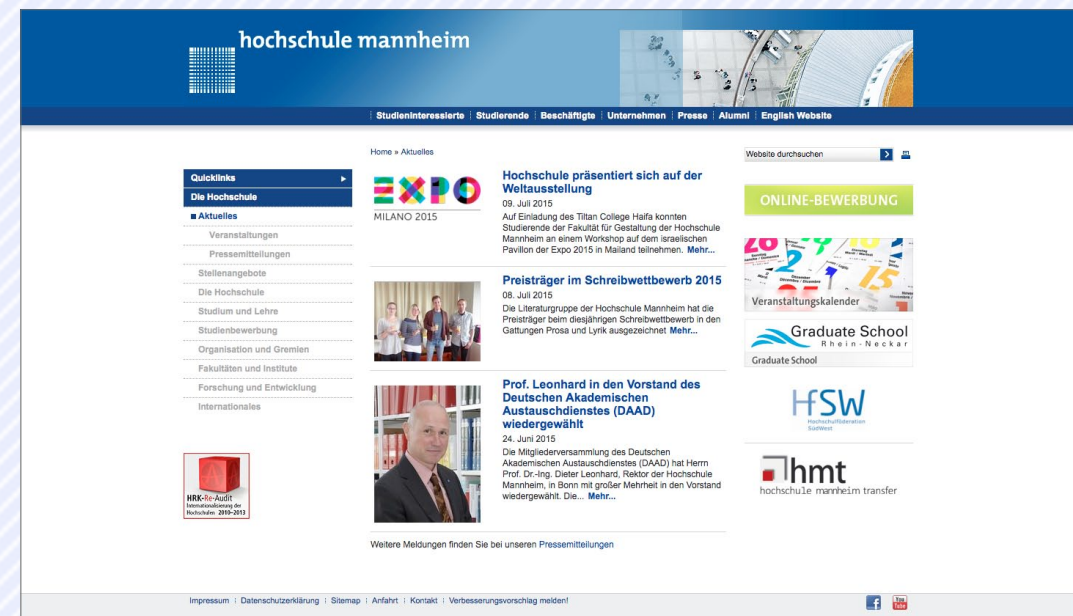 hochschule mannheim
Studieninteressierte Studierende Beschäftigte Unternehmen Presse Alumni English Website
Home » Aktuelles
Website durchsuchen
Quicklinks
Die Hochschule
Aktuelles
Veranstaltungen
Pressemitteilungen
Stellenangebote
Die Hochschule
Studium und Lehre
Studienbewerbung
Organisation und Gremien
Fakultäten und Institute
Forschung und Entwicklung
Internationales
HRK-Re-Audit
Internationalisierung der
Hochschulen 2010–2013
EXPO
MILANO 2015
Hochschule präsentiert sich auf der
Weltausstellung
09. Juli 2015
Auf Einladung des Tiltan College Haifa konnten
Studierende der Fakultät für Gestaltung der Hochschule
Mannheim an einem Workshop auf dem israelischen
Pavillon der Expo 2015 in Mailand teilnehmen. Mehr...
Preisträger im Schreibwettbewerb 2015
08. Juli 2015
Die Literaturgruppe der Hochschule Mannheim hat die
Preisträger beim diesjährigen Schreibwettbewerb in den
Gattungen Prosa und Lyrik ausgezeichnet Mehr...
Prof. Leonhard in den Vorstand des
Deutschen Akademischen
Austauschdienstes (DAAD)
wiedergewählt
24. Juni 2015
Die Mitgliederversammlung des Deutschen
Akademischen Austauschdienstes (DAAD) hat Herrn
Prof. Dr.-Ing. Dieter Leonhard, Rektor der Hochschule
Mannheim, in Bonn mit großer Mehrheit in den Vorstand
wiedergewählt. Die... Mehr...
Weitere Meldungen finden Sie bei unseren Pressemitteilungen
ONLINE-BEWERBUNG
Veranstaltungskalender
Graduate School
Rhein-Neckar
Graduate School
HfSW
Hochschulföderation
SüdWest
hmt
hochschule mannheim transfer
Impressum Datenschutzerklärung Sitemap Anfahrt Kontakt Verbesserungsvorschlag melden!
f
You
Tube